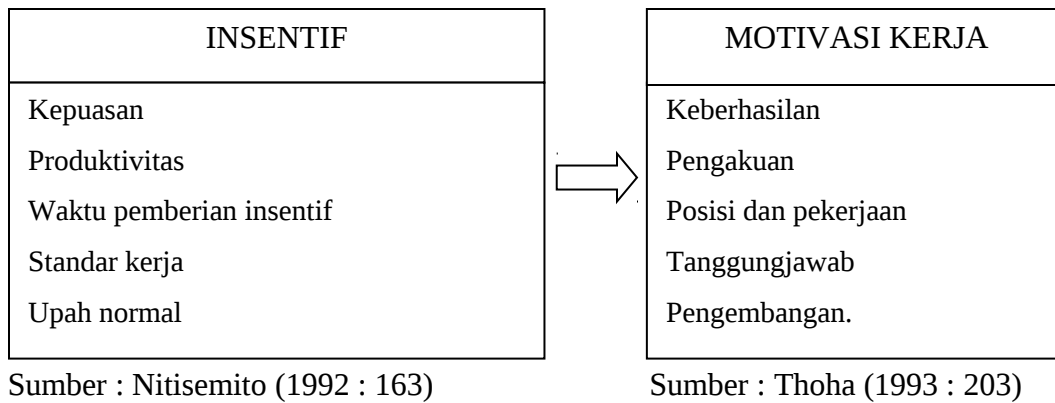 INSENTIF
Kepuasan
Produktivitas
Waktu pemberian insentif
Standar kerja
Upah normal
Sumber : Nitisemito (1992 : 163)
MOTIVASI KERJA
Keberhasilan
Pengakuan
Posisi dan pekerjaan
Tanggungjawab
Pengembangan.
Sumber : Thoha (1993 : 203)